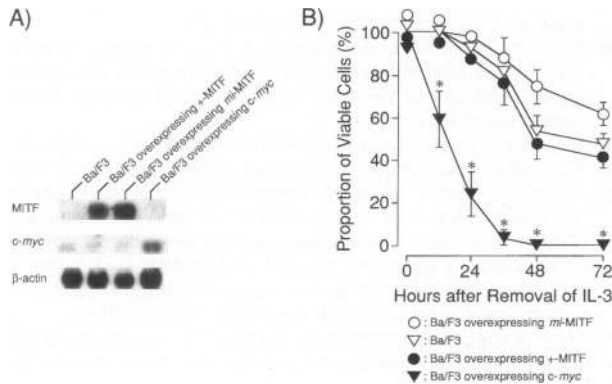 A)
Ba/F3
Ba/F3 overexpressing +-MITF
Ba/F3 overexpressing mi-MITF
Ba/F3 overexpressing c-myc
MITF
c-myc
β-actin
B)
Proportion of Viable Cells (%)
100
80
60
40
20
0
* * * * *
0 24 48 72
Hours after Removal of IL-3
○ : Ba/F3 overexpressing mi-MITF
▽ : Ba/F3
● : Ba/F3 overexpressing +-MITF
▼ : Ba/F3 overexpressing c-myc